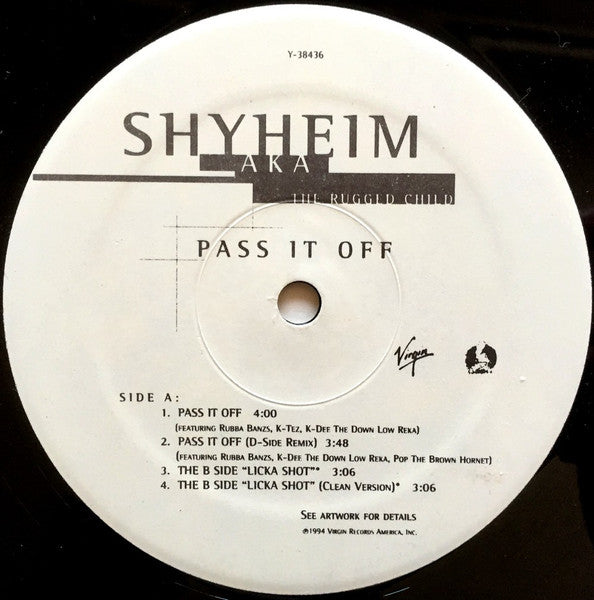 Y-38436
SHYHEIM
AKA
THE RUGGED CHILD
PASS IT OFF
Virgin
SIDE A:
1. PASS IT OFF 4:00
(FEATURING RUBBA BANZS, K-TEZ, K-DEE THE DOWN LOW REKA)
2. PASS IT OFF (D-SIDE REMIX) 3:48
(FEATURING RUBBA BANZS, K-DEE THE DOWN LOW REKA, POP THE BROWN HORNET)
3. THE B SIDE "LICKA SHOT"* 3:06
4. THE B SIDE "LICKA SHOT" (CLEAN VERSION)* 3:06
SEE ARTWORK FOR DETAILS
℗1994 VIRGIN RECORDS AMERICA, INC.